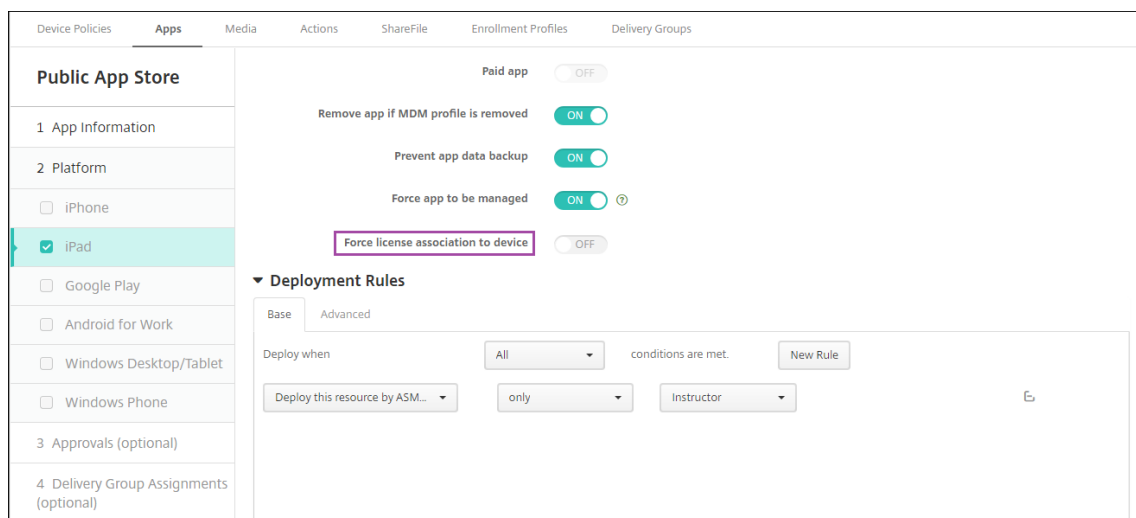 Device Policies Apps Media Actions ShareFile Enrollment Profiles Delivery Groups
Public App Store
1 App Information
2 Platform
iPhone
iPad
Google Play
Android for Work
Windows Desktop/Tablet
Windows Phone
3 Approvals (optional)
4 Delivery Group Assignments
(optional)
Paid app OFF
Remove app if MDM profile is removed ON
Prevent app data backup ON
Force app to be managed ON ?
Force license association to device OFF
Deployment Rules
Base Advanced
Deploy when All conditions are met. New Rule
Deploy this resource by ASM... only Instructor